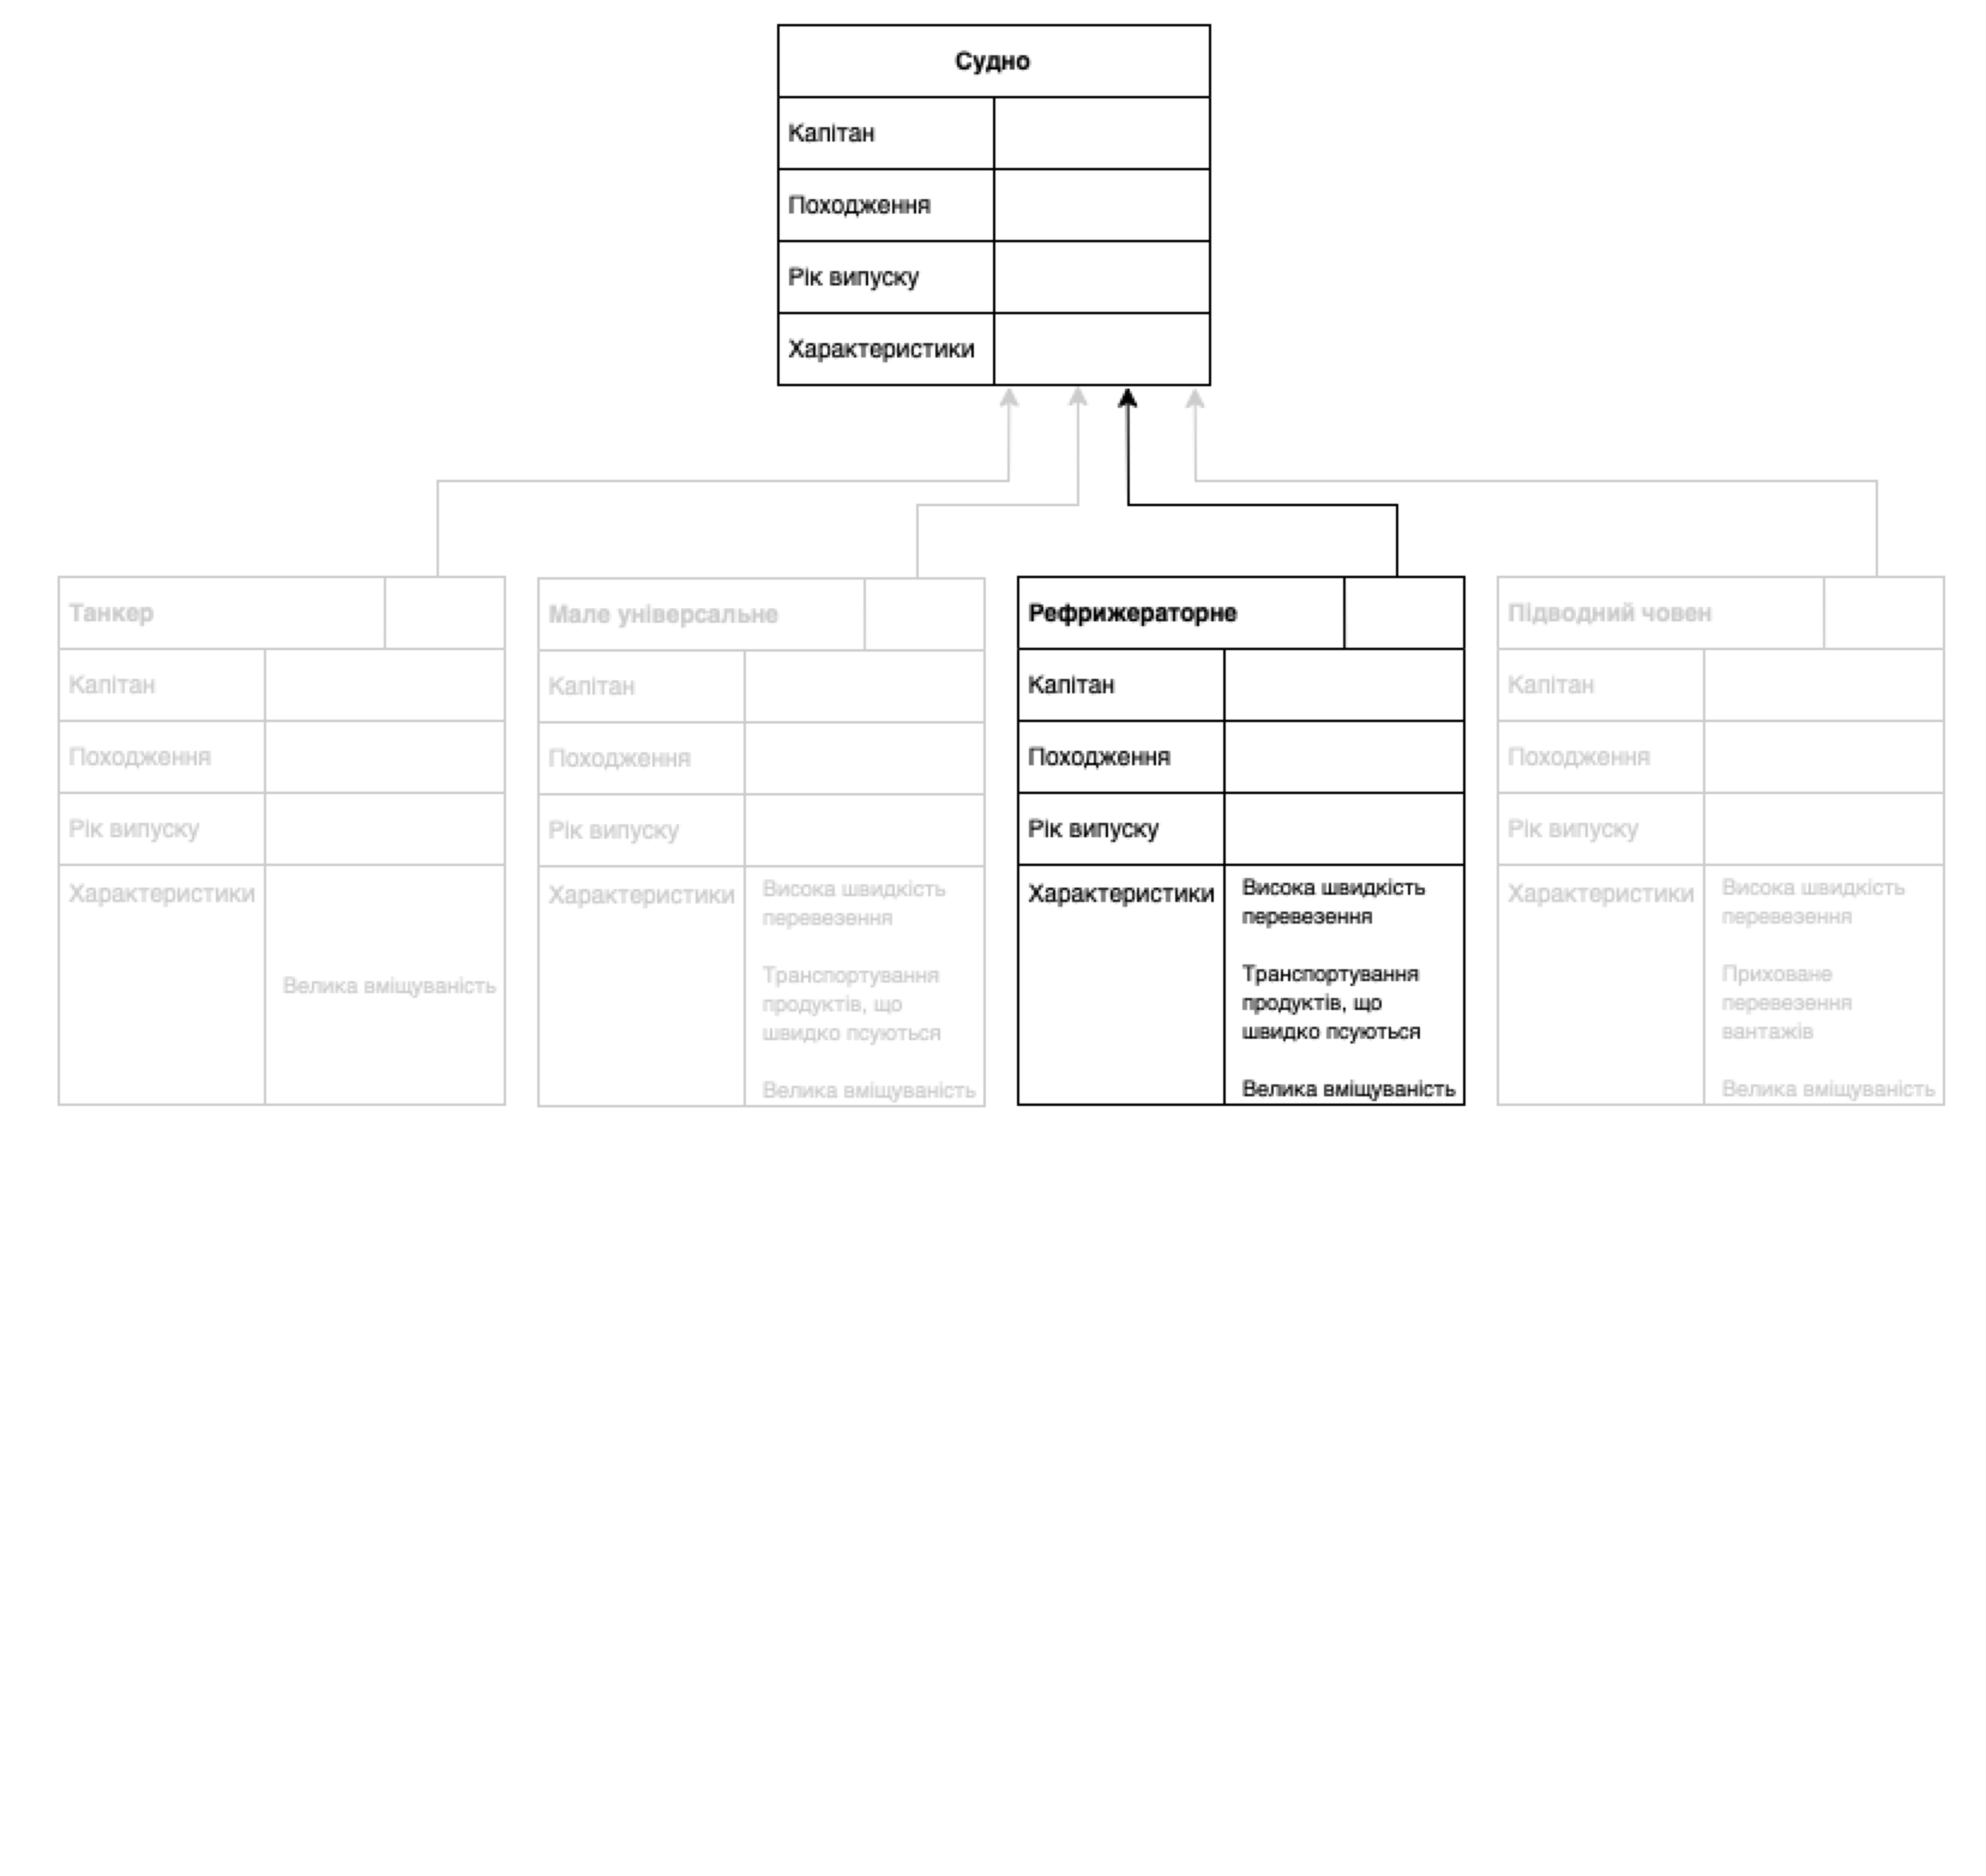 Судно
Капітан
Походження
Рік випуску
Характеристики
Танкер
Капітан
Походження
Рік випуску
Характеристики
Велика вміщуваність
Мале універсальне
Капітан
Походження
Рік випуску
Характеристики
Висока швидкість
перевезення
Транспортування
продуктів, що
швидко псуються
Велика вміщуваність
Рефрижераторне
Капітан
Походження
Рік випуску
Характеристики
Висока швидкість
перевезення
Транспортування
продуктів, що
швидко псуються
Велика вміщуваність
Підводний човен
Капітан
Походження
Рік випуску
Характеристики
Висока швидкість
перевезення
Приховане
перевезення
вантажів
Велика вміщуваність